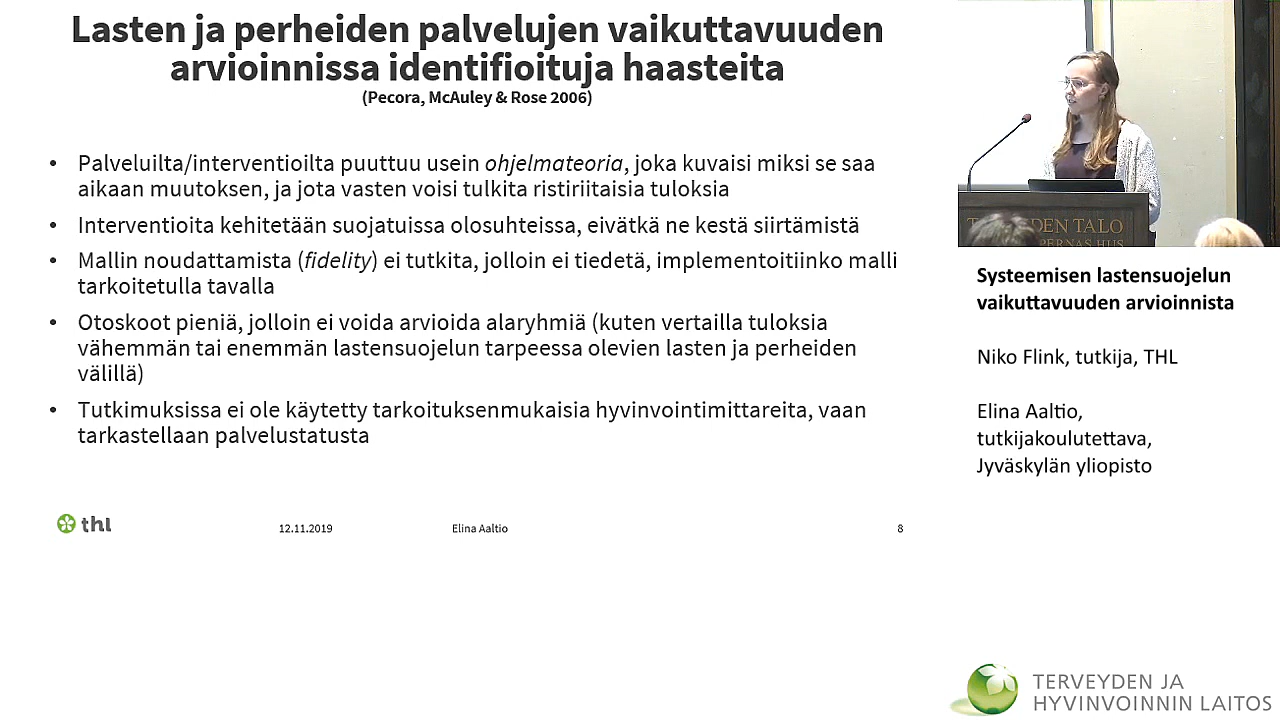 Lasten ja perheiden palvelujen vaikuttavuuden
arvioinnissa identifioituja haasteita
(Pecora, McAuley & Rose 2006)
• Palveluilta/interventioilta puuttuu usein ohjelmateoria, joka kuvaisi miksi se saa
aikaan muutoksen, ja jota vasten voisi tulkita ristiriitaisia tuloksia
• Interventioita kehitetään suojatuissa olosuhteissa, eivätkä ne kestä siirtämistä
• Mallin noudattamista (fidelity) ei tutkita, jolloin ei tiedetä, implementoitiinko malli
tarkoitetulla tavalla
• Otoskoot pieniä, jolloin ei voida arvioida alaryhmiä (kuten vertailla tuloksia
vähemmän tai enemmän lastensuojelun tarpeessa olevien lasten ja perheiden
välillä)
• Tutkimuksissa ei ole käytetty tarkoituksenmukaisia hyvinvointimittareita, vaan
tarkastellaan palvelustatusta
thl
12.11.2019
Elina Aaltio
8
DEN TALO
PERNAS HUS
Systeemisen lastensuojelun
vaikuttavuuden arvioinnista
Niko Flink, tutkija, THL
Elina Aaltio,
tutkijakoulutettava,
Jyväskylän yliopisto
TERVEYDEN JA
HYVINVOINNIN LAITOS